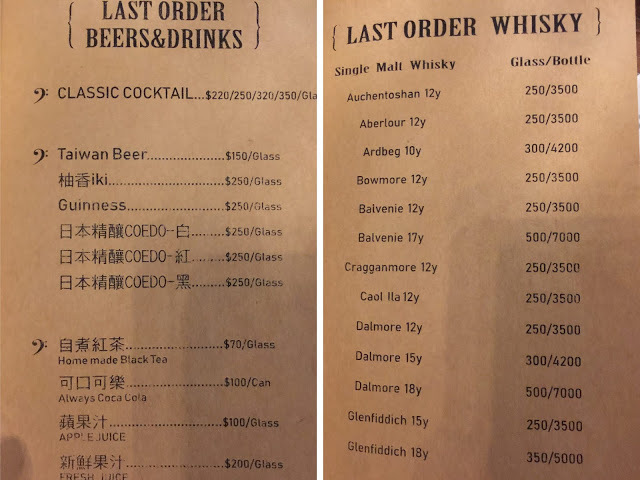 LAST ORDER
BEERS&DRINKS
CLASSIC COCKTAIL...$220/250/320/350/Gla
Taiwan Beer......................$150/Glass
柚香iki.................................$250/Glass
Guinness...........................$250/Glass
日本精釀COEDO-白.........$250/Glass
日本精釀COEDO-紅.........$250/Glass
日本精釀COEDO-黑.........$250/Glass
自煮紅茶...........................$70/Glass
Home made Black Tea
可口可樂...........................$100/Can
Always Coca Cola
蘋果汁................................$100/Glass
APPLE JUICE
新鮮果汁............................$200/Glass
FRESH JUICE
LAST ORDER WHISKY
Single Malt Whisky Glass/Bottle
Auchentoshan 12y 250/3500
Aberlour 12y 250/3500
Ardbeg 10y 300/4200
Bowmore 12y 250/3500
Balvenie 12y 250/3500
Balvenie 17y 500/7000
Cragganmore 12y 250/3500
Caol Ila 12y 250/3500
Dalmore 12y 250/3500
Dalmore 15y 300/4200
Dalmore 18y 500/7000
Glenfiddich 15y 250/3500
Glenfiddich 18y 350/5000